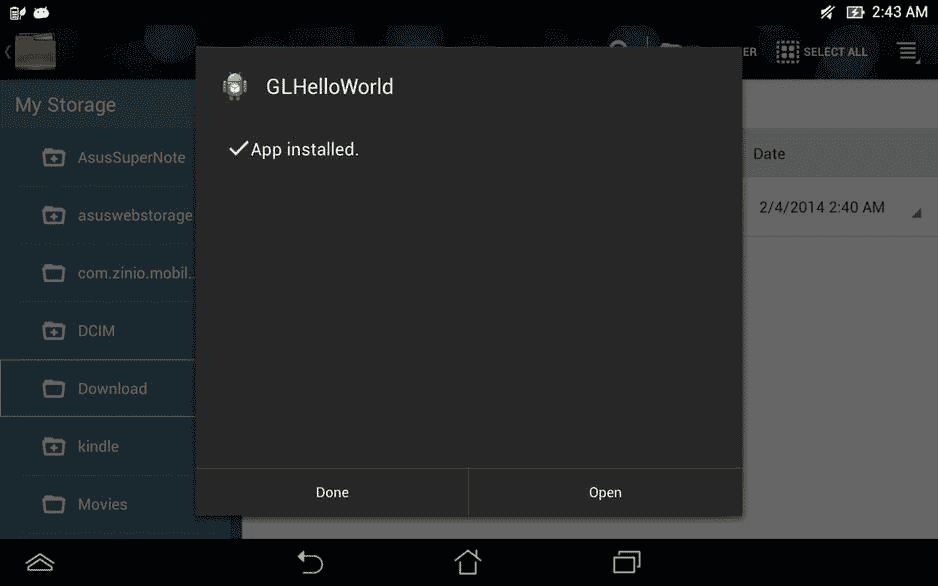 2:43 AM
ER
SELECT ALL
My Storage
AsusSuperNote
asuswebstorage
com.zinio.mobil..
DCIM
Download
kindle
Movies
GLHelloWorld
App installed.
Done
Open
Date
2/4/2014 2:40 AM